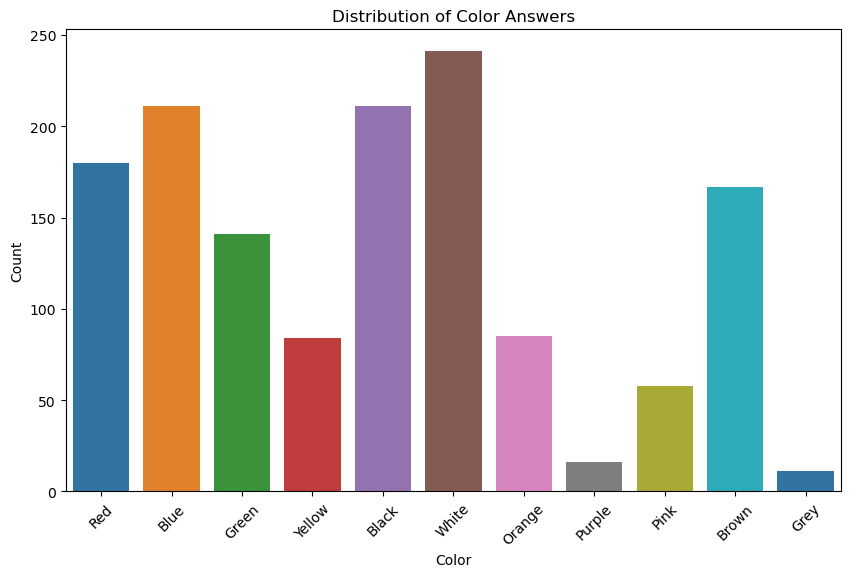 Distribution of Color Answers
250
200
150
100
50
0
Count
Red
Blue
Green
Yellow
Black
White
Orange
Purple
Pink
Brown
Grey
Color